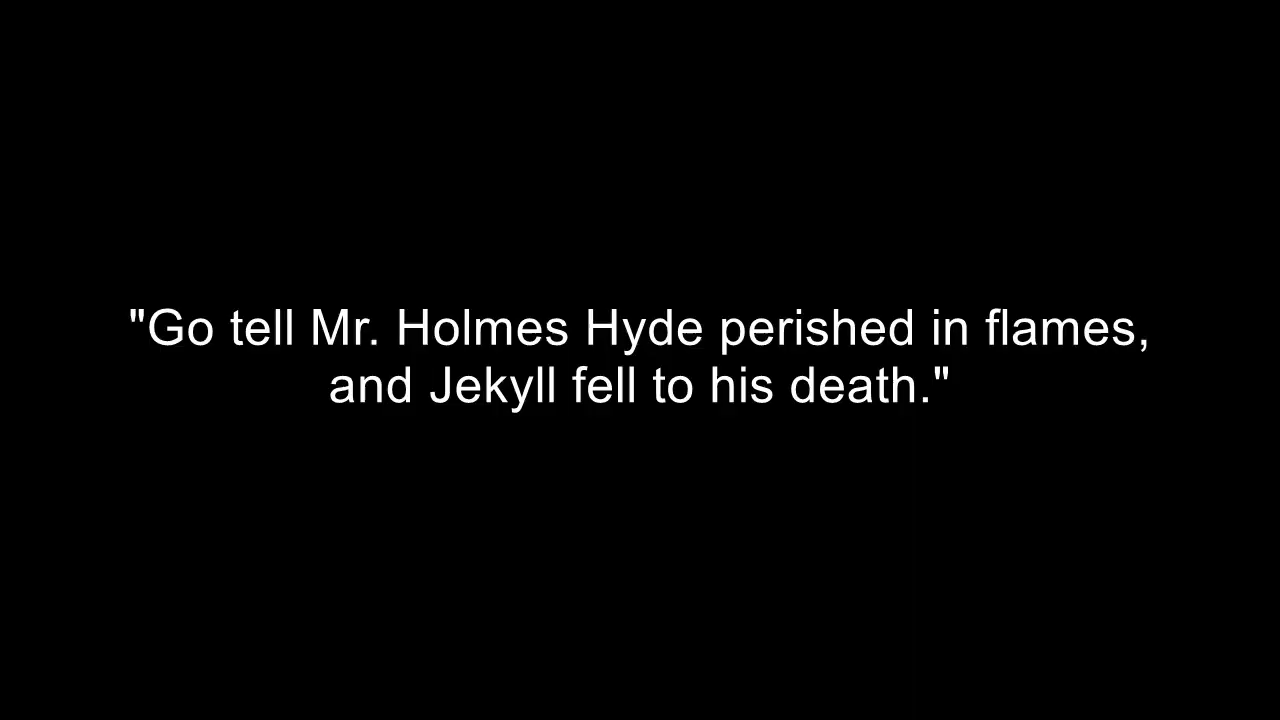 "Go tell Mr. Holmes Hyde perished in flames,
and Jekyll fell to his death."